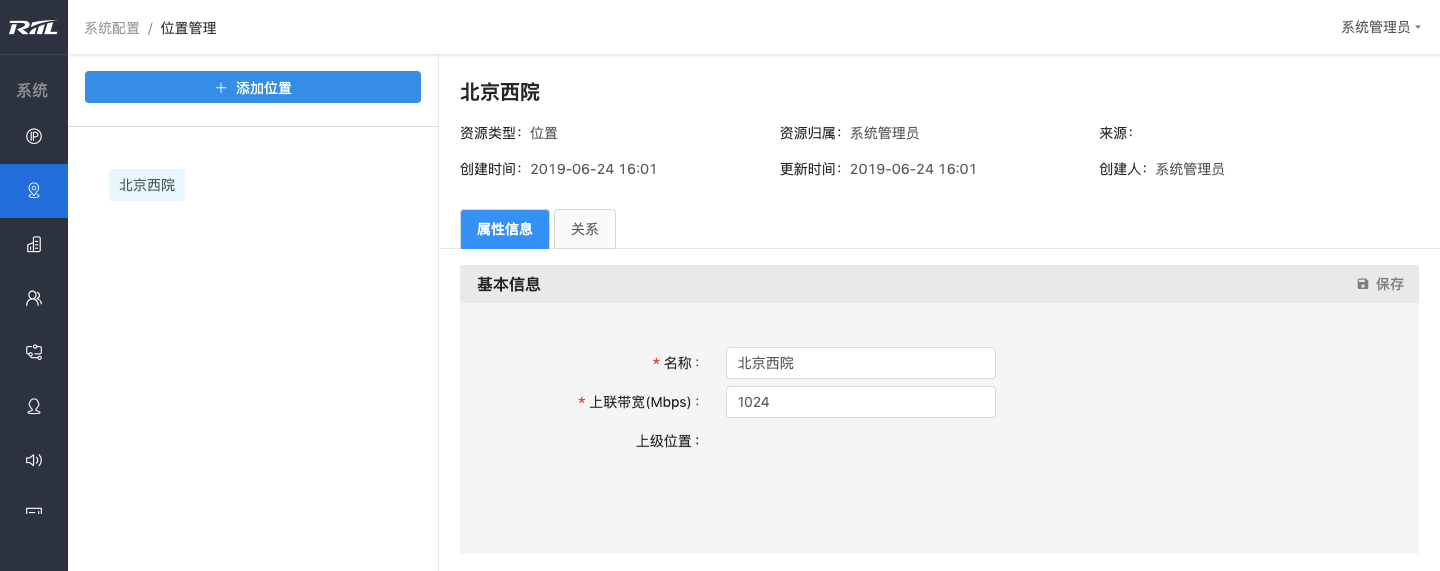 RIIL
系统配置 / 位置管理
系统管理员
系统
添加位置
北京西院
北京西院
资源类型: 位置
资源归属: 系统管理员
来源:
创建时间: 2019-06-24 16:01
更新时间: 2019-06-24 16:01
创建人: 系统管理员
属性信息
关系
基本信息
保存
* 名称 : 北京西院
* 上联带宽(Mbps) : 1024
上级位置 :